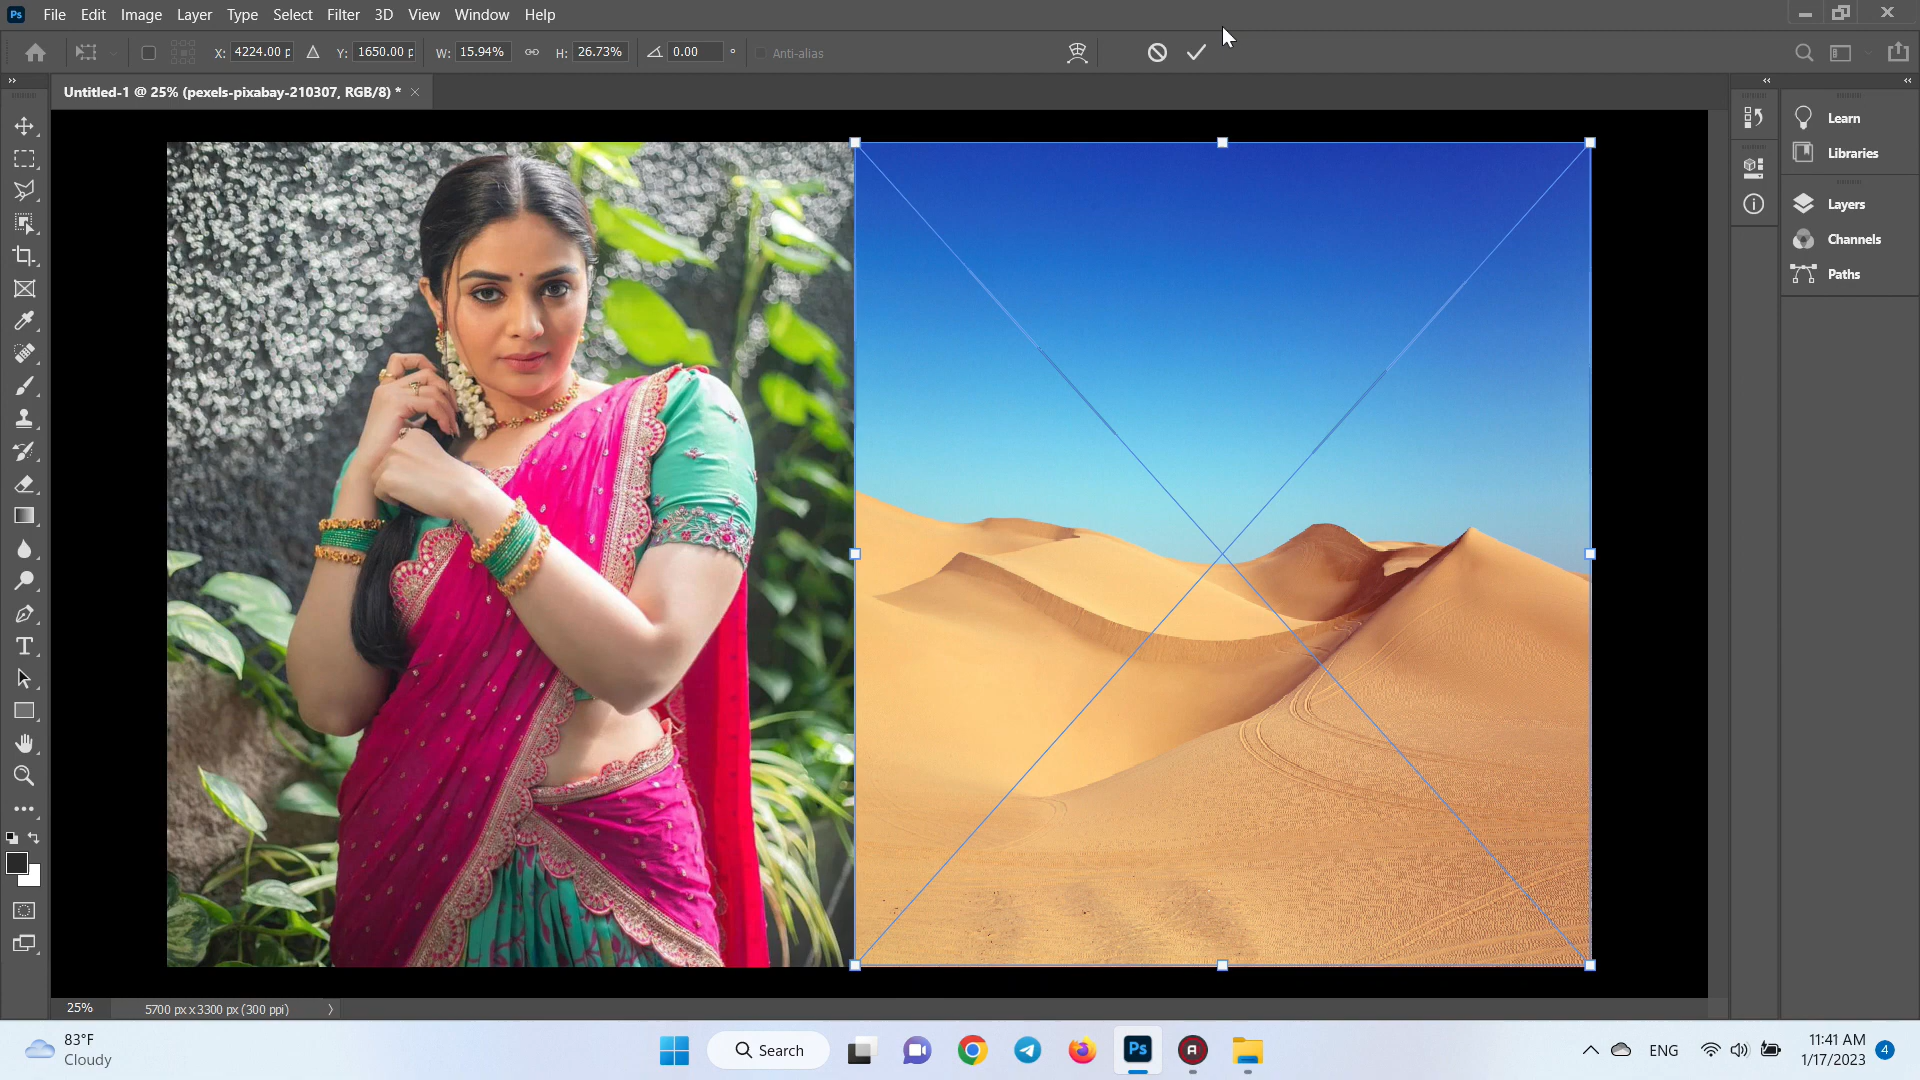 Ps File Edit Image Layer Type Select Filter 3D View Window Help
X: 4224.00 p Y: 1650.00 p W: 15.94% H: 26.73% 0.00 ° Anti-alias
Untitled-1 @ 25% (pexels-pixabay-210307, RGB/8) * ×
Learn
Libraries
Layers
Channels
Paths
25% 5700 px x 3300 px (300 ppi)
83°F
Cloudy
Search
Ps
ENG
11:41 AM
1/17/2023
4